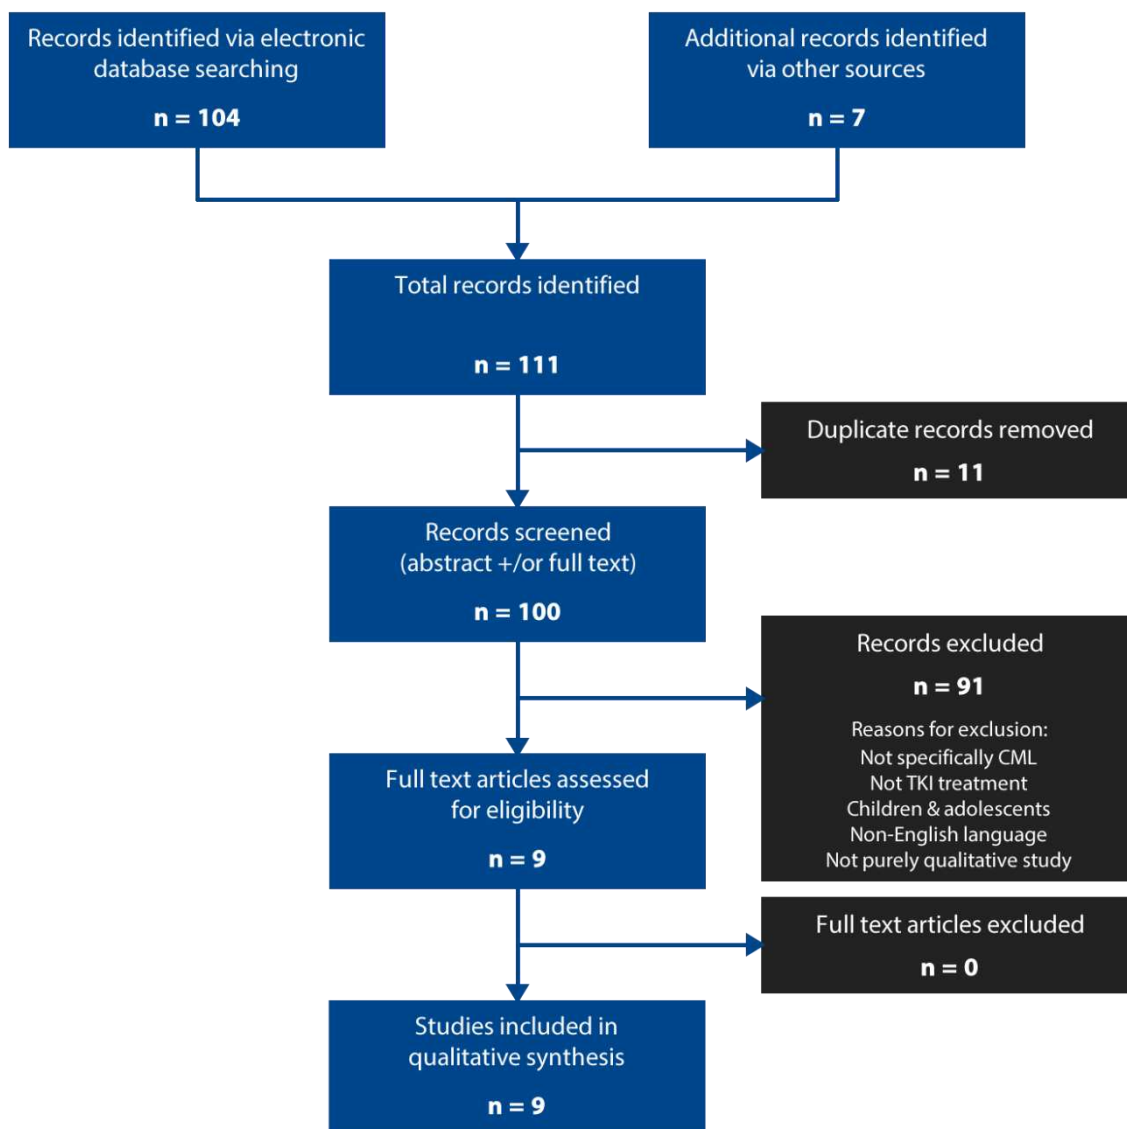 Records identified via electronic
database searching
n = 104
Additional records identified
via other sources
n = 7
Total records identified
n = 111
Duplicate records removed
n = 11
Records screened
(abstract +/or full text)
n = 100
Records excluded
n = 91
Reasons for exclusion:
Not specifically CML
Not TKI treatment
Children & adolescents
Non-English language
Not purely qualitative study
Full text articles assessed
for eligibility
n = 9
Full text articles excluded
n = 0
Studies included in
qualitative synthesis
n = 9